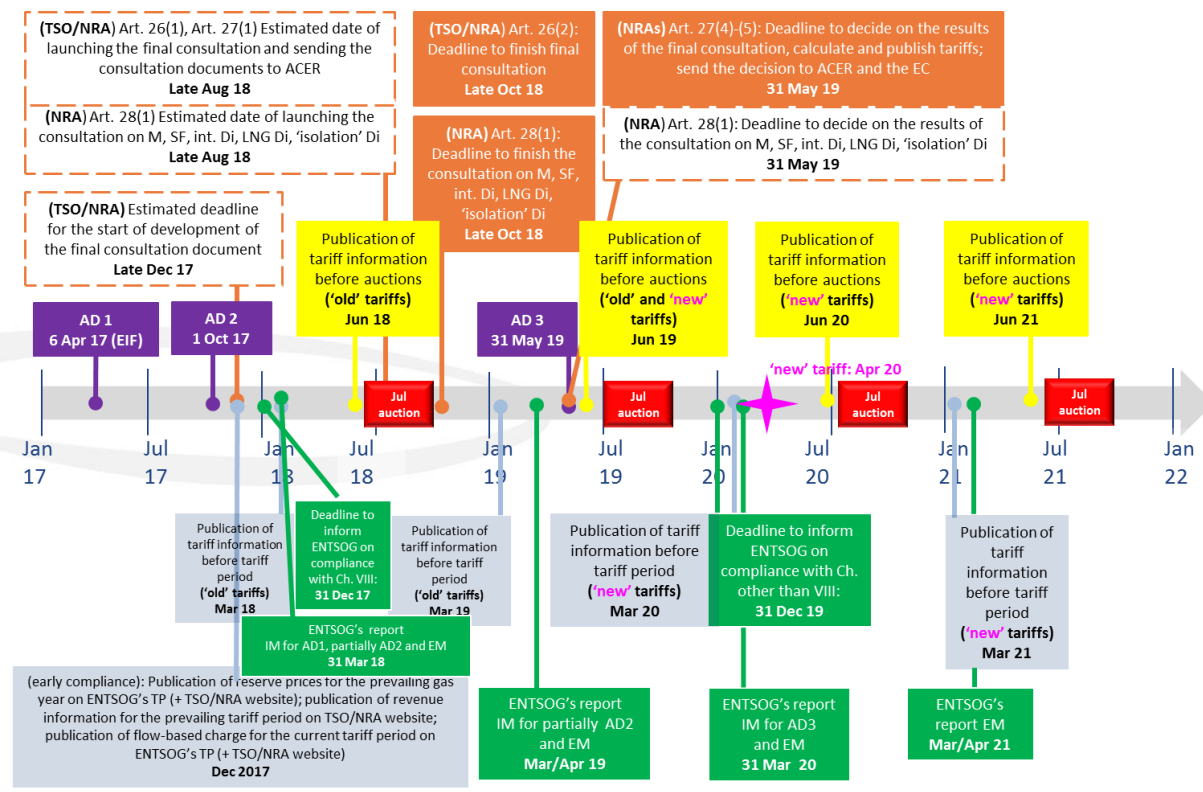 (TSO/NRA) Art. 26(1), Art. 27(1) Estimated date of
launching the final consultation and sending the
consultation documents to ACER
Late Aug 18
(NRA) Art. 28(1) Estimated date of launching the
consultation on M, SF, int. Di, LNG Di, ‘isolation’ Di
Late Aug 18
(TSO/NRA) Estimated deadline
for the start of development of
the final consultation document
Late Dec 17
(TSO/NRA) Art. 26(2):
Deadline to finish final
consultation
Late Oct 18
(NRA) Art. 28(1):
Deadline to finish the
consultation on M, SF,
int. Di, LNG Di,
‘isolation’ Di
Late Oct 18
(NRAs) Art. 27(4)-(5): Deadline to decide on the results
of the final consultation, calculate and publish tariffs;
send the decision to ACER and the EC
31 May 19
(NRA) Art. 28(1): Deadline to decide on the results of
the consultation on M, SF, int. Di, LNG Di, ‘isolation’ Di
31 May 19
AD 1
6 Apr 17 (EIF)
AD 2
1 Oct 17
Publication of
tariff information
before auctions
(‘old’ tariffs)
Jun 18
AD 3
31 May 19
Publication of
tariff information
before auctions
(‘old’ and ‘new’
tariffs)
Jun 19
Publication of
tariff information
before auctions
(‘new’ tariffs)
Jun 20
Publication of
tariff information
before auctions
(‘new’ tariffs)
Jun 21
‘new’ tariff: Apr 20
Jul
auction
Jul
auction
Jul
auction
Jul
auction
Jan
17
Jul
17
Jan
18
Jul
18
Jan
19
Jul
19
Jan
20
Jul
20
Jan
21
Jul
21
Jan
22
Publication of
tariff information
before tariff
period
(‘old’ tariffs)
Mar 18
Deadline to
inform
ENTSOG on
compliance
with Ch. VIII:
31 Dec 17
Publication of
tariff information
before tariff
period
(‘old’ tariffs)
Mar 19
Publication of tariff
information before
tariff period
(‘new’ tariffs)
Mar 20
Deadline to inform
ENTSOG on
compliance with Ch.
other than VIII:
31 Dec 19
Publication of
tariff
information
before tariff
period
(‘new’ tariffs)
Mar 21
ENTSOG’s report
IM for AD1, partially AD2 and EM
31 Mar 18
(early compliance): Publication of reserve prices for the prevailing gas
year on ENTSOG’s TP (+ TSO/NRA website); publication of revenue
information for the prevailing tariff period on TSO/NRA website;
publication of flow-based charge for the current tariff period on
ENTSOG’s TP (+ TSO/NRA website)
Dec 2017
ENTSOG’s report
IM for partially AD2
and EM
Mar/Apr 19
ENTSOG’s report
IM for AD3
and EM
31 Mar 20
ENTSOG’s
report EM
Mar/Apr 21